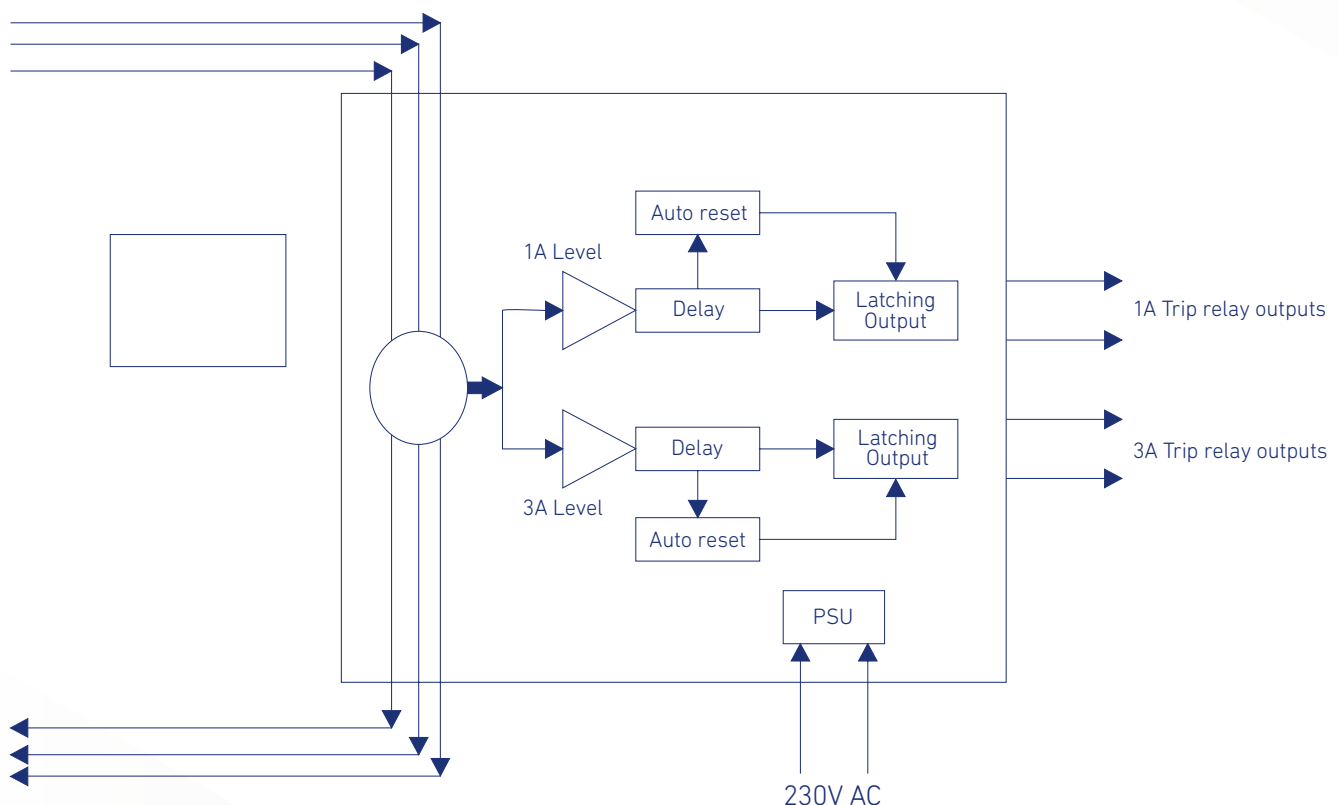 Auto reset
1A Level
Delay
Latching
Output
1A Trip relay outputs
Delay
Latching
Output
3A Trip relay outputs
3A Level
Auto reset
PSU
230V AC